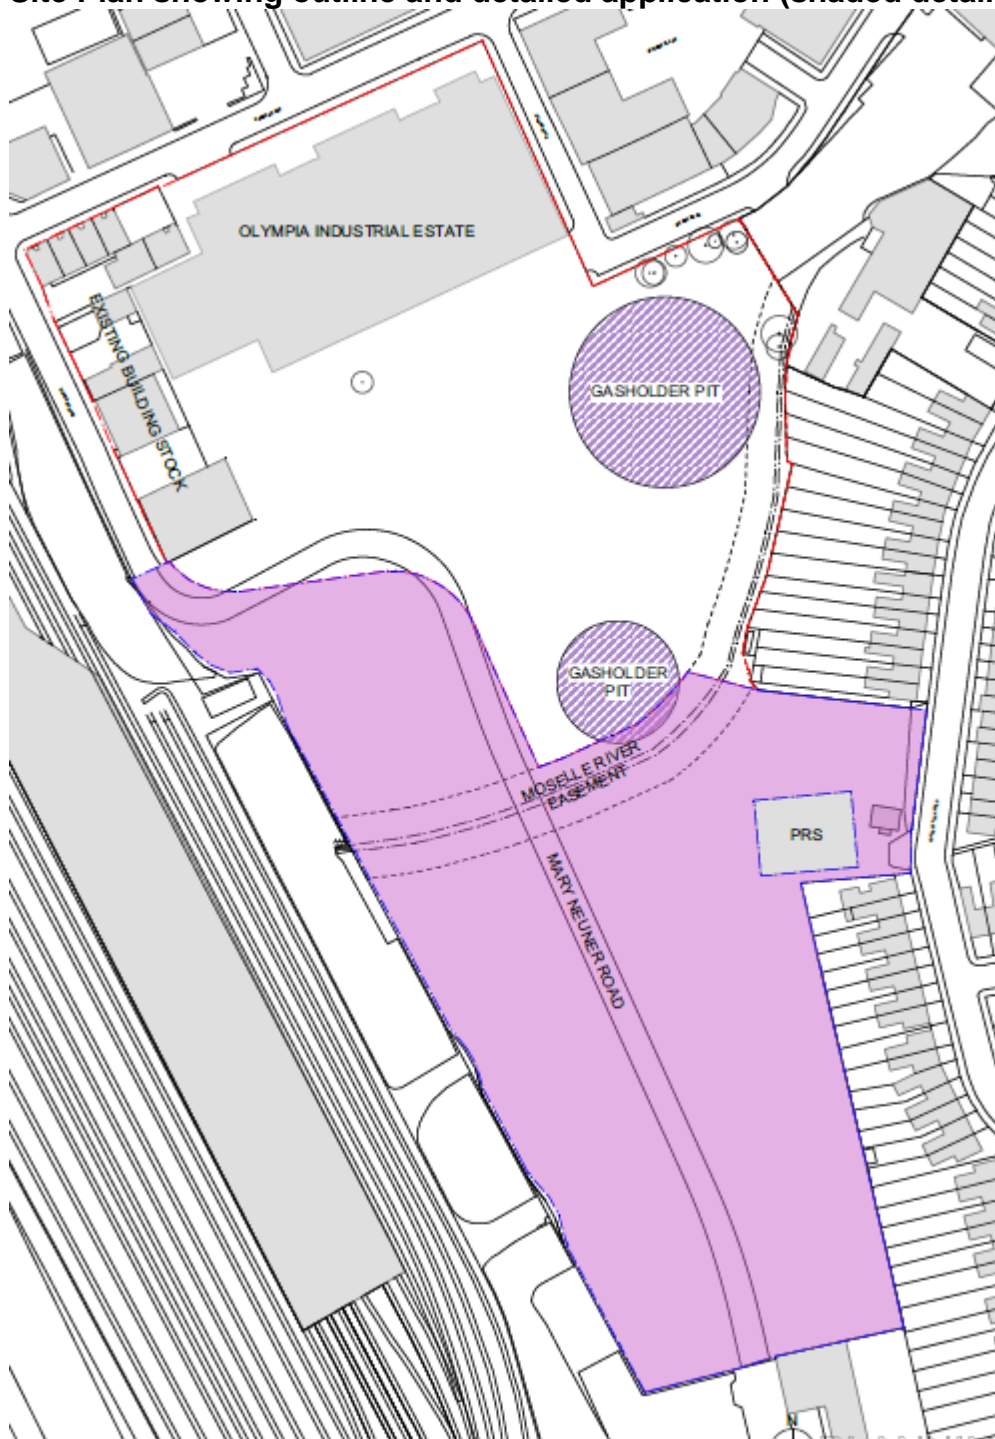 Site Plan showing outline and detailed application (shaded detail
OLYMPIA INDUSTRIAL ESTATE
EXISTING BUILDING STOCK
GASHOLDER PIT
GASHOLDER
PIT
MOSELLE RIVER
EASEMENT
PRS
MARY NEUNER ROAD
N